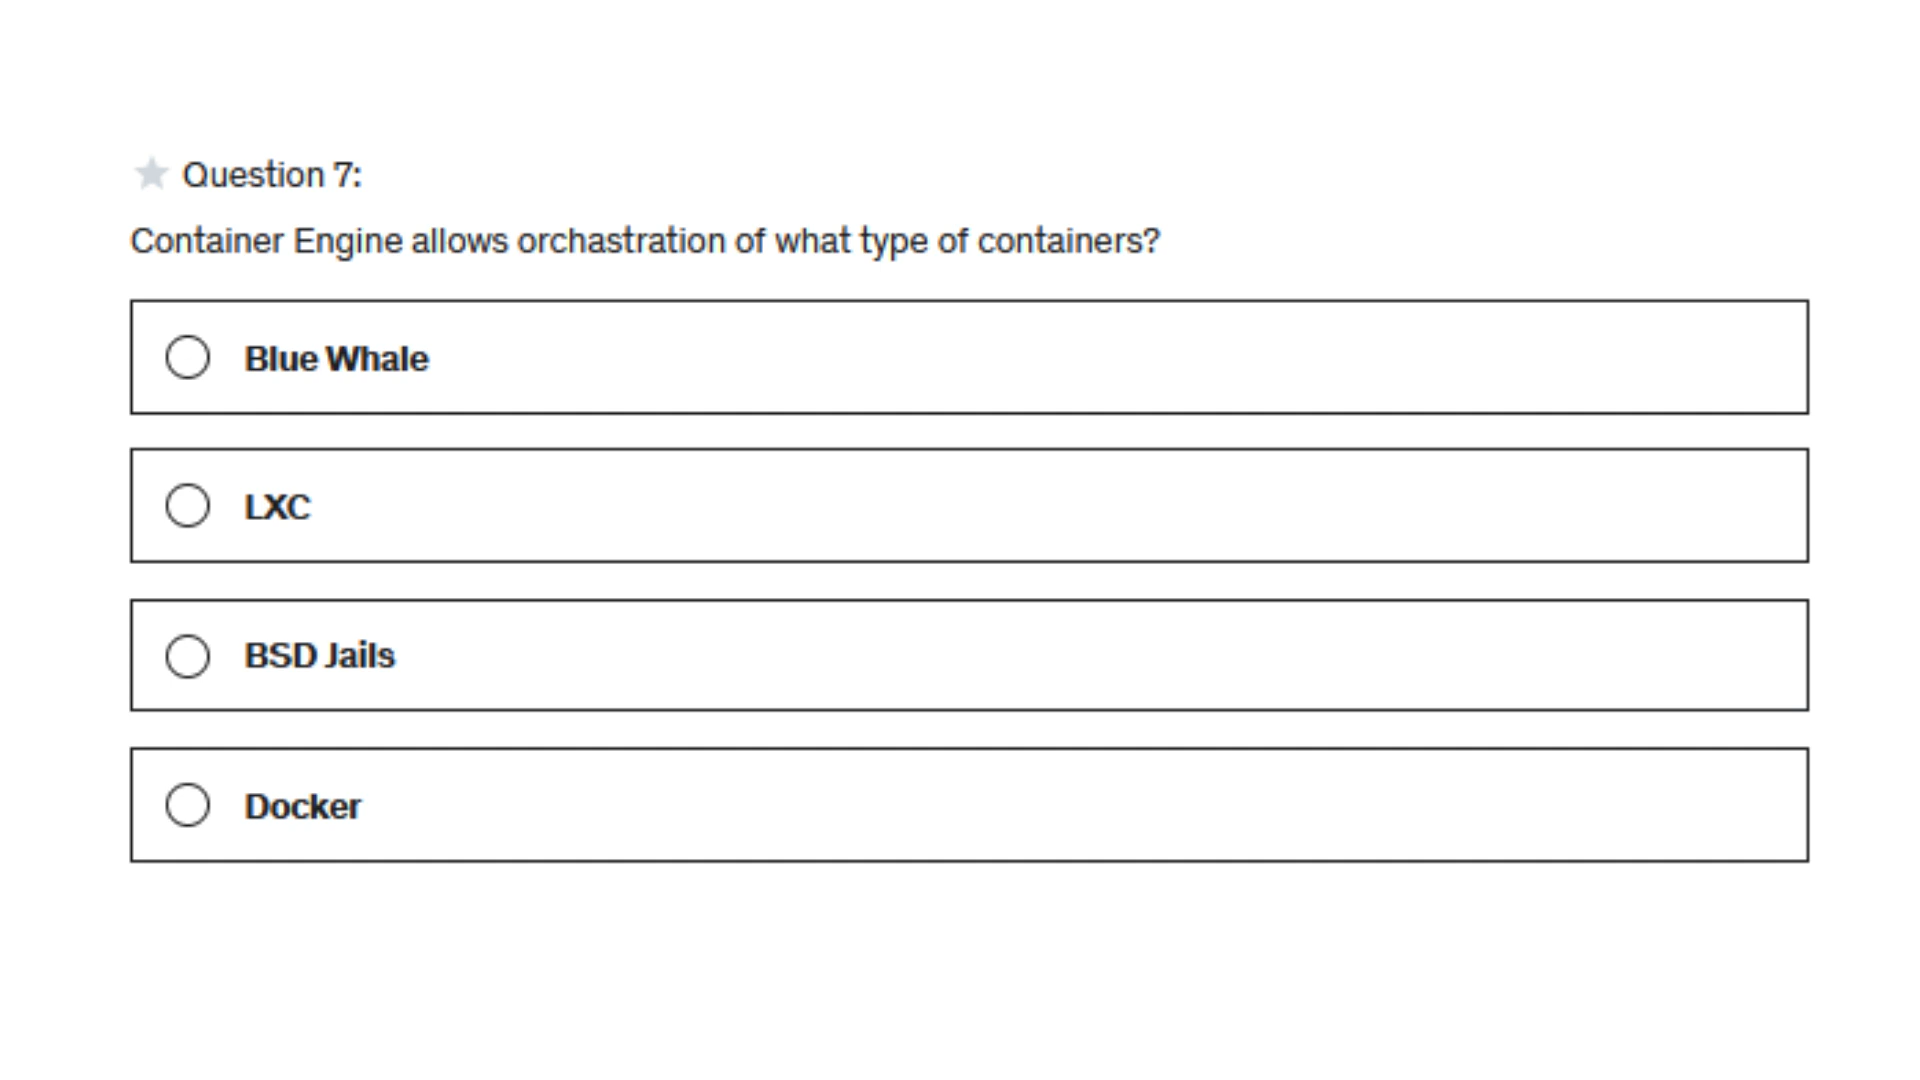 Question 7:
Container Engine allows orchastration of what type of containers?
Blue Whale
LXC
BSD Jails
Docker